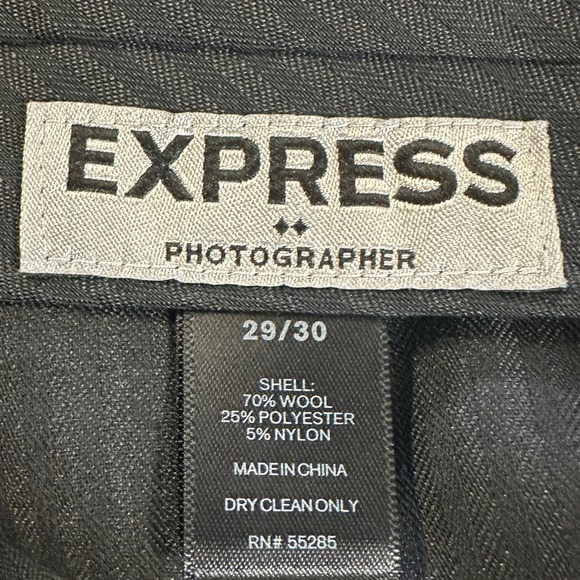 EXPRESS
PHOTOGRAPHER
29/30
SHELL:
70% WOOL
25% POLYESTER
5% NYLON
MADE IN CHINA
DRY CLEAN ONLY
RN# 55285